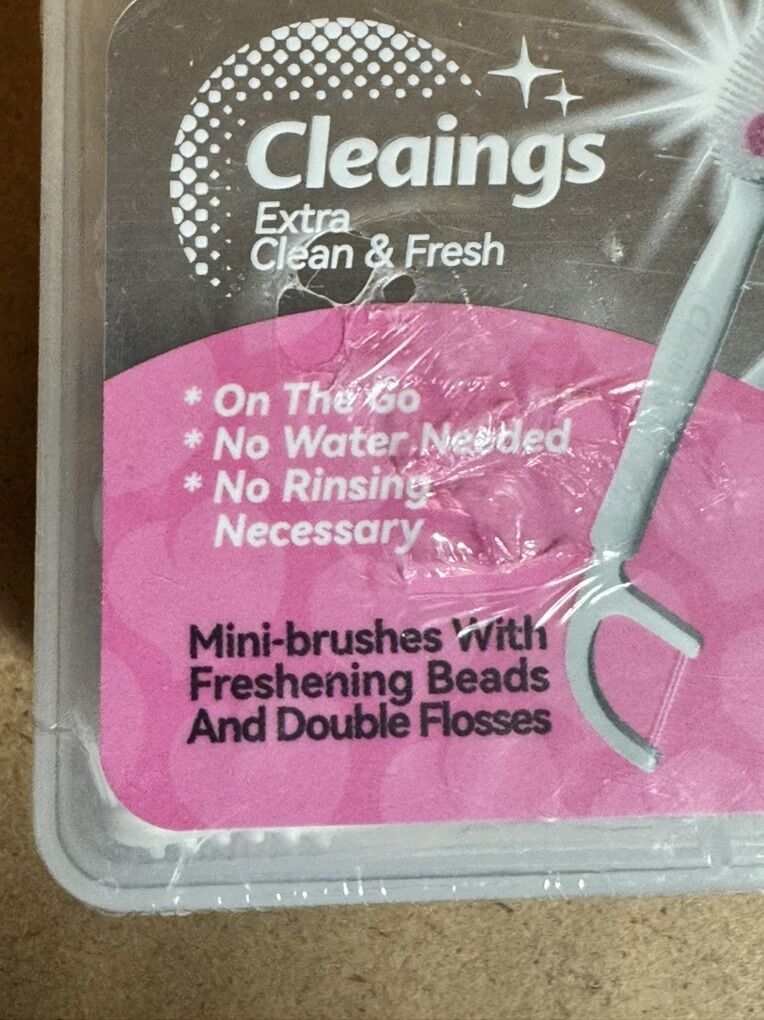 Cleaings
Extra
Clean & Fresh
* On The Go
* No Water Needed
* No Rinsing
Necessary
Mini-brushes With
Freshening Beads
And Double Flosses